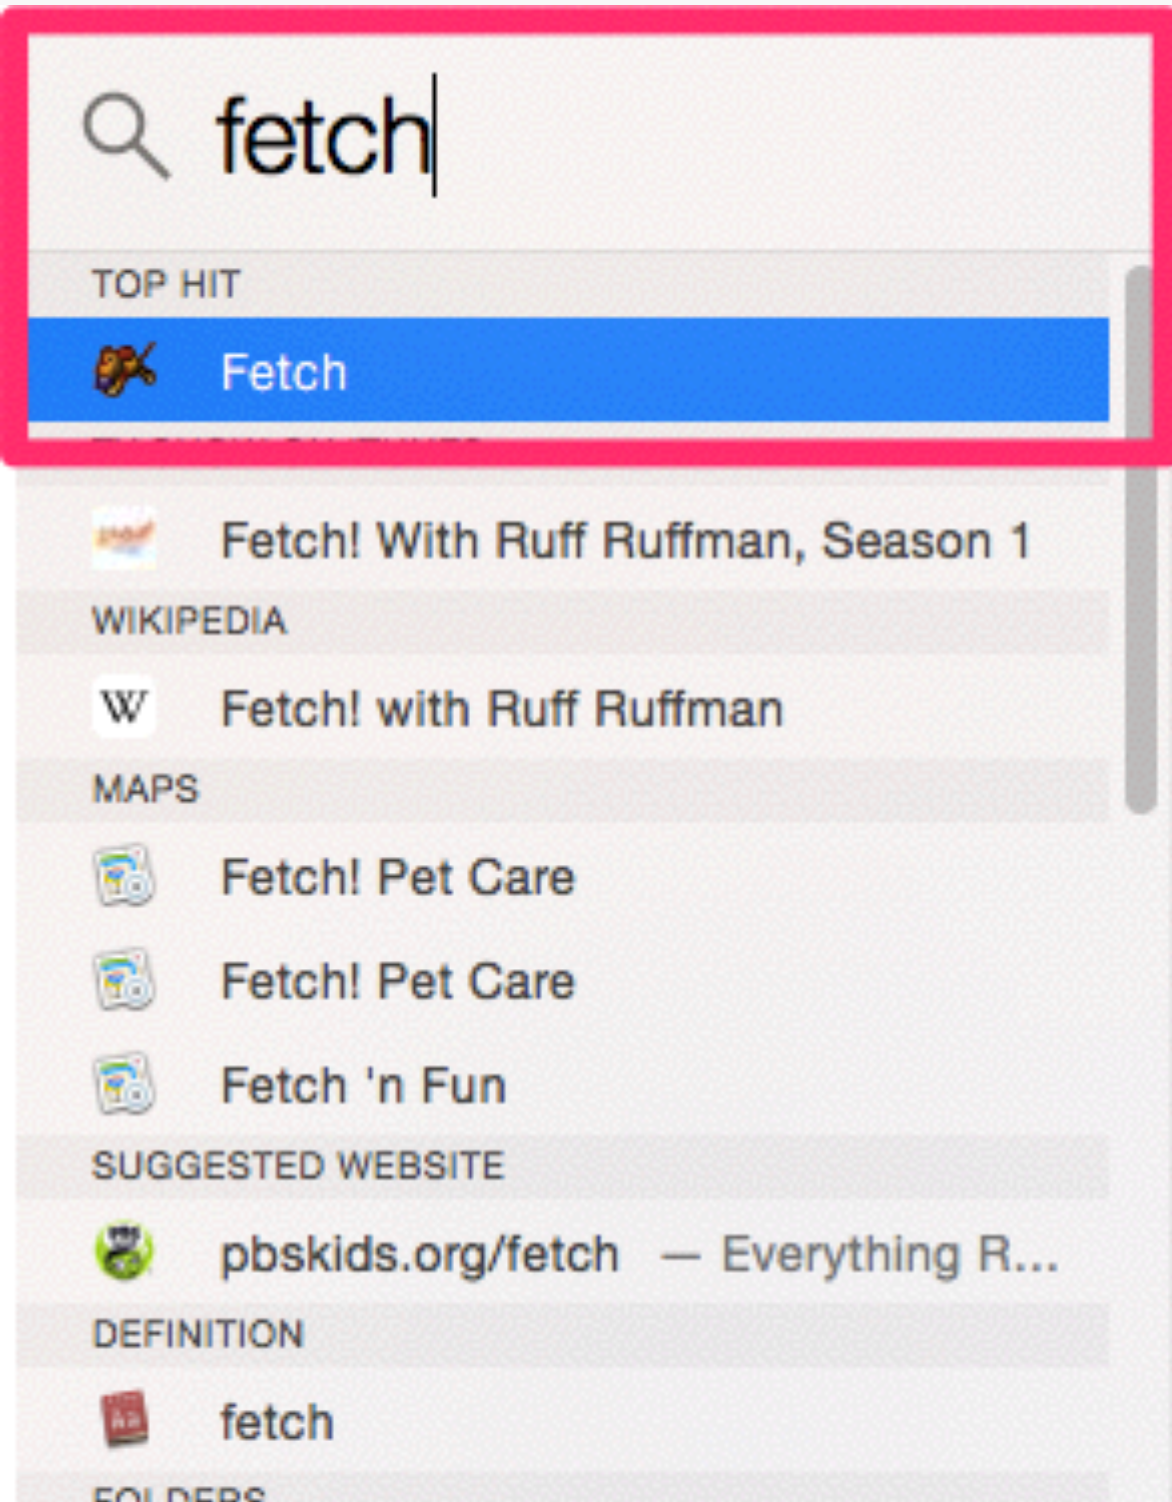 fetch
TOP HIT
Fetch
Fetch! With Ruff Ruffman, Season 1
WIKIPEDIA
W Fetch! with Ruff Ruffman
MAPS
Fetch! Pet Care
Fetch! Pet Care
Fetch 'n Fun
SUGGESTED WEBSITE
pbskids.org/fetch — Everything R...
DEFINITION
fetch
FOLDERS